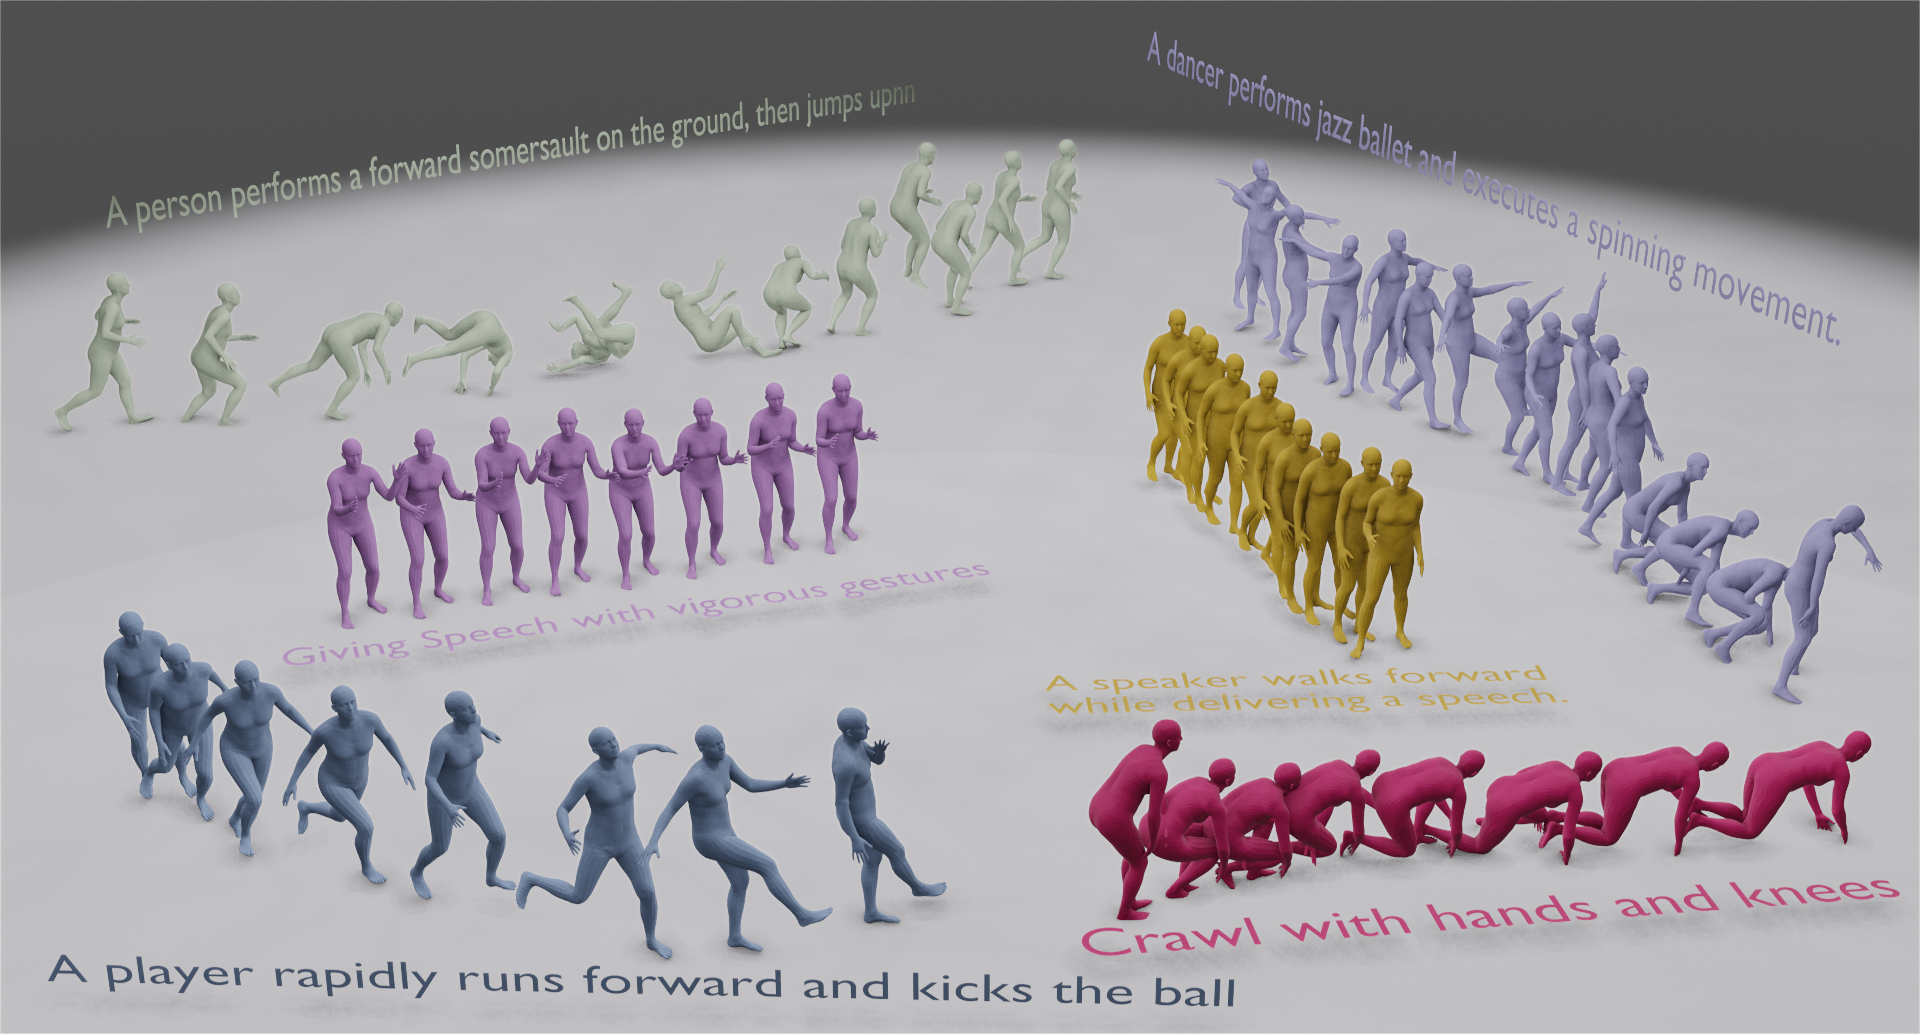 A person performs a forward somersault on the ground, then jumps upnn
A dancer performs jazz ballet and executes a spinning movement.
Giving Speech with vigorous gestures
A speaker walks forward
while delivering a speech.
Crawl with hands and knees
A player rapidly runs forward and kicks the ball